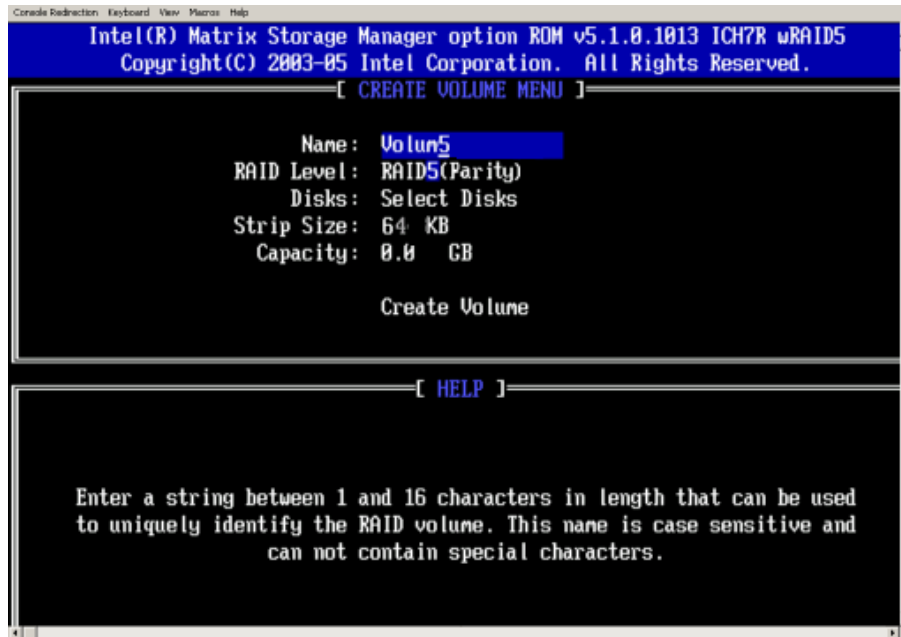 Console Redirection Keyboard View Macros Help
Intel(R) Matrix Storage Manager option ROM v5.1.0.1013 ICH7R wRAID5
Copyright(C) 2003-05 Intel Corporation. All Rights Reserved.
[ CREATE VOLUME MENU ]
Name: Volum5
RAID Level: RAID5(Parity)
Disks: Select Disks
Strip Size: 64 KB
Capacity: 0.0 GB
Create Volume
[ HELP ]
Enter a string between 1 and 16 characters in length that can be used
to uniquely identify the RAID volume. This name is case sensitive and
can not contain special characters.